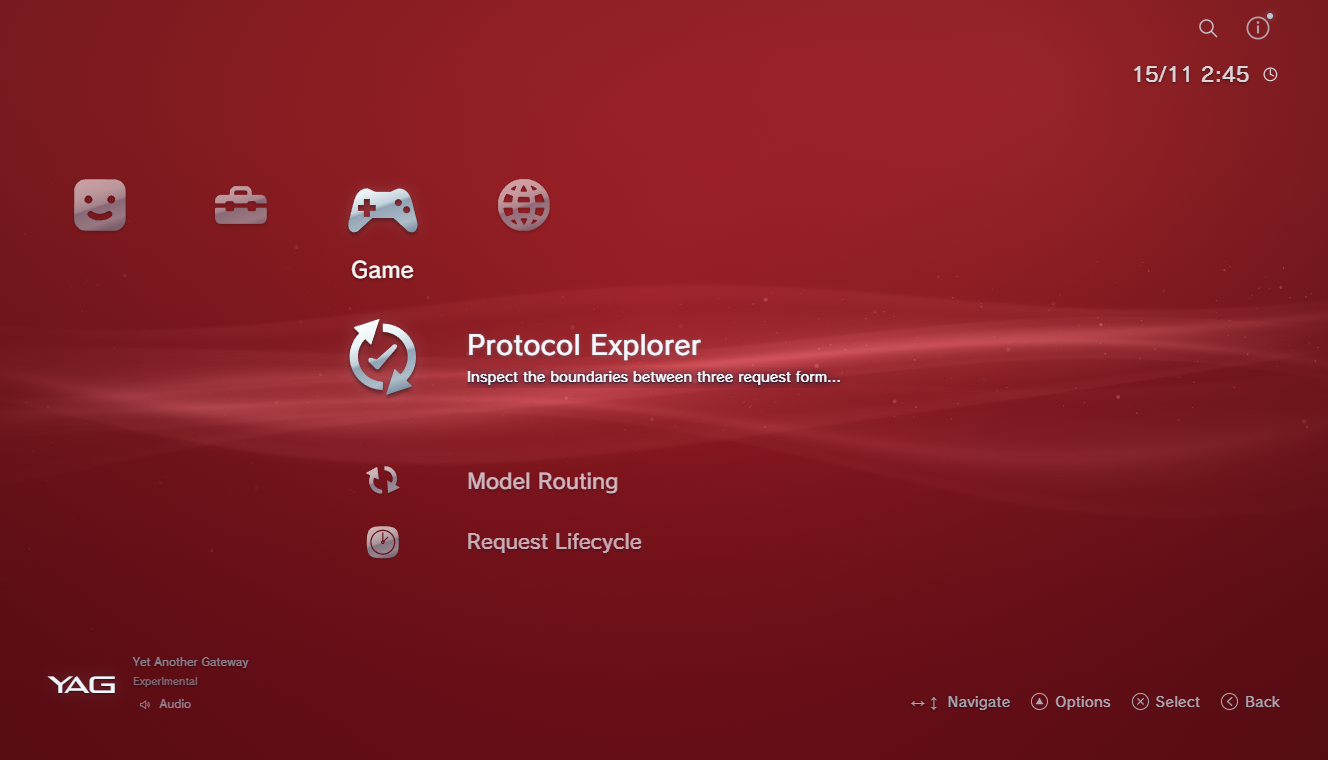 15/11 2:45
Game
Protocol Explorer
Inspect the boundaries between three request form...
Model Routing
Request Lifecycle
YAG
Yet Another Gateway
Experimental
Audio
Navigate Options Select Back